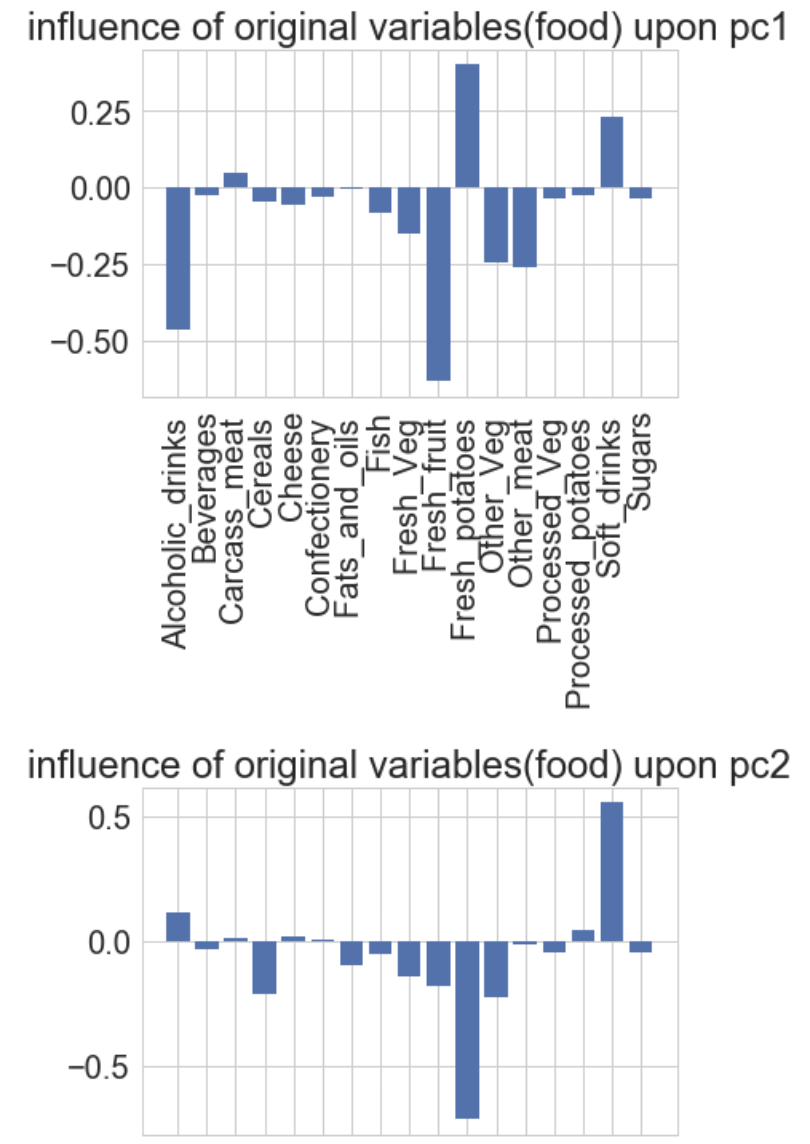 influence of original variables(food) upon pc1
0.25
0.00
−0.25
−0.50
Alcoholic_drinks
Beverages
Carcass_meat
Cereals
Cheese
Confectionery
Fats_and_oils
Fish
Fresh_Veg
Fresh_fruit
Fresh_potatoes
Other_Veg
Other_meat
Processed_Veg
Processed_potatoes
Soft_drinks
Sugars
influence of original variables(food) upon pc2
0.5
0.0
−0.5